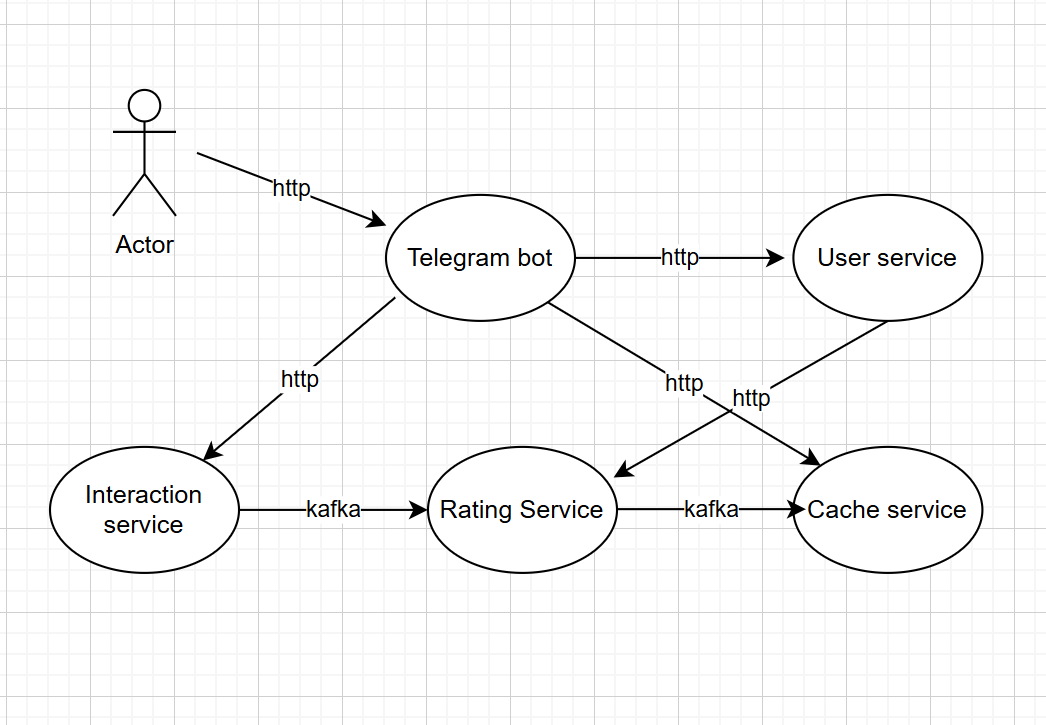 http
Actor
Telegram bot
http
User service
http
http
http
Interaction
service
kafka
Rating Service
kafka
Cache service